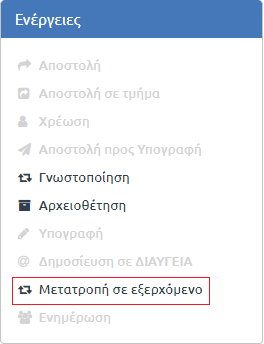 Ενέργειες
Αποστολή
Αποστολή σε τμήμα
Χρέωση
Αποστολή προς Υπογραφή
Γνωστοποίηση
Αρχειοθέτηση
Υπογραφή
Δημοσίευση σε ΔΙΑΥΓΕΙΑ
Μετατροπή σε εξερχόμενο
Ενημέρωση